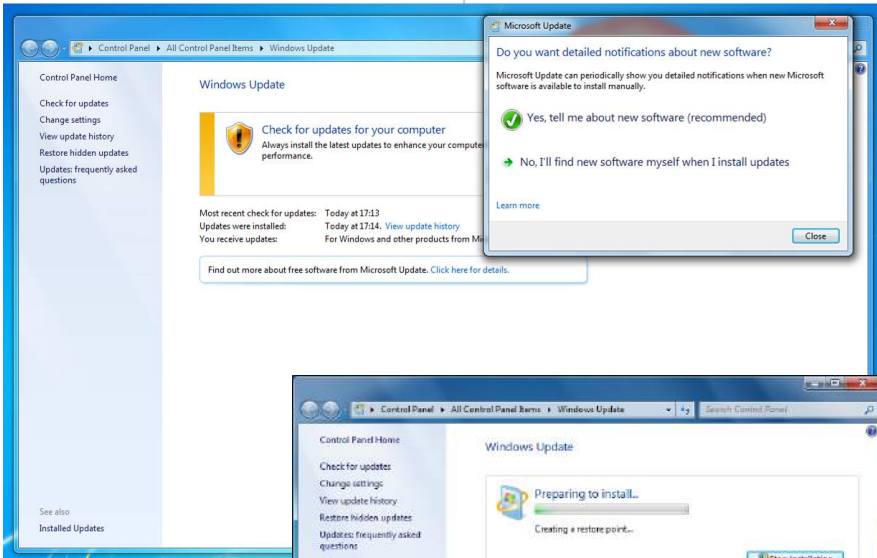 Microsoft Update
Control Panel ▸ All Control Panel Items ▸ Windows Update
Do you want detailed notifications about new software?
Microsoft Update can periodically show you detailed notifications when new Microsoft
software is available to install manually.
Yes, tell me about new software (recommended)
No, I'll find new software myself when I install updates
Learn more
Close
Control Panel Home
Check for updates
Change settings
View update history
Restore hidden updates
Updates: frequently asked
questions
See also
Installed Updates
Windows Update
Check for updates for your computer
Always install the latest updates to enhance your compute
performance.
Most recent check for updates: Today at 17:13
Updates were installed: Today at 17:14. View update history
You receive updates: For Windows and other products from Mi
Find out more about free software from Microsoft Update. Click here for details.
Control Panel ▸ All Control Panel Items ▸ Windows Update
Search Control Panel
Control Panel Home
Check for updates
Change settings
View update history
Restore hidden updates
Updates: frequently asked
questions
Windows Update
Preparing to install...
Creating a restore point...
Stop installation